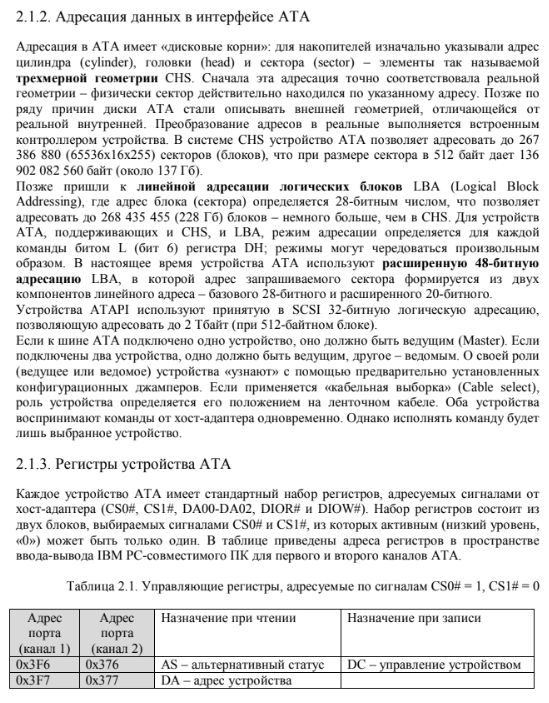 2.1.2. Адресация данных в интерфейсе АТА
Адресация в АТА имеет «дисковые корни»: для накопителей изначально указывали адрес
цилиндра (cylinder), головки (head) и сектора (sector) – элементы так называемой
трехмерной геометрии CHS. Сначала эта адресация точно соответствовала реальной
геометрии – физически сектор действительно находился по указанному адресу. Позже по
ряду причин диски АТА стали описывать внешней геометрией, отличающейся от
реальной внутренней. Преобразование адресов в реальные выполняется встроенным
контроллером устройства. В системе CHS устройство АТА позволяет адресовать до 267
386 880 (65536x16x255) секторов (блоков), что при размере сектора в 512 байт дает 136
902 082 560 байт (около 137 Гб).
Позже пришли к линейной адресации логических блоков LBA (Logical Block
Addressing), где адрес блока (сектора) определяется 28-битным числом, что позволяет
адресовать до 268 435 455 (228 Гб) блоков – немного больше, чем в CHS. Для устройств
АТА, поддерживающих и CHS, и LBA, режим адресации определяется для каждой
команды битом L (бит 6) регистра DH; режимы могут чередоваться произвольным
образом. В настоящее время устройства АТА используют расширенную 48-битную
адресацию LBA, в которой адрес запрашиваемого сектора формируется из двух
компонентов линейного адреса – базового 28-битного и расширенного 20-битного.
Устройства ATAPI используют принятую в SCSI 32-битную логическую адресацию,
позволяющую адресовать до 2 Тбайт (при 512-байтном блоке).
Если к шине АТА подключено одно устройство, оно должно быть ведущим (Master). Если
подключены два устройства, одно должно быть ведущим, другое – ведомым. О своей роли
(ведущее или ведомое) устройства «узнают» с помощью предварительно установленных
конфигурационных джамперов. Если применяется «кабельная выборка» (Cable select),
роль устройства определяется его положением на ленточном кабеле. Оба устройства
воспринимают команды от хост-адаптера одновременно. Однако исполнять команду будет
лишь выбранное устройство.
2.1.3. Регистры устройства АТА
Каждое устройство АТА имеет стандартный набор регистров, адресуемых сигналами от
хост-адаптера (CS0#, CS1#, DA00-DA02, DIOR# и DIOW#). Набор регистров состоит из
двух блоков, выбираемых сигналами CS0# и CS1#, из которых активным (низкий уровень,
«0») может быть только один. В таблице приведены адреса регистров в пространстве
ввода-вывода IBM PC-совместимого ПК для первого и второго каналов АТА.
Таблица 2.1. Управляющие регистры, адресуемые по сигналам CS0# = 1, CS1# = 0
Адрес Адрес Назначение при чтении Назначение при записи
порта порта
(канал 1) (канал 2)
0x3F6 0x376 AS – альтернативный статус DC – управление устройством
0x3F7 0x377 DA – адрес устройства